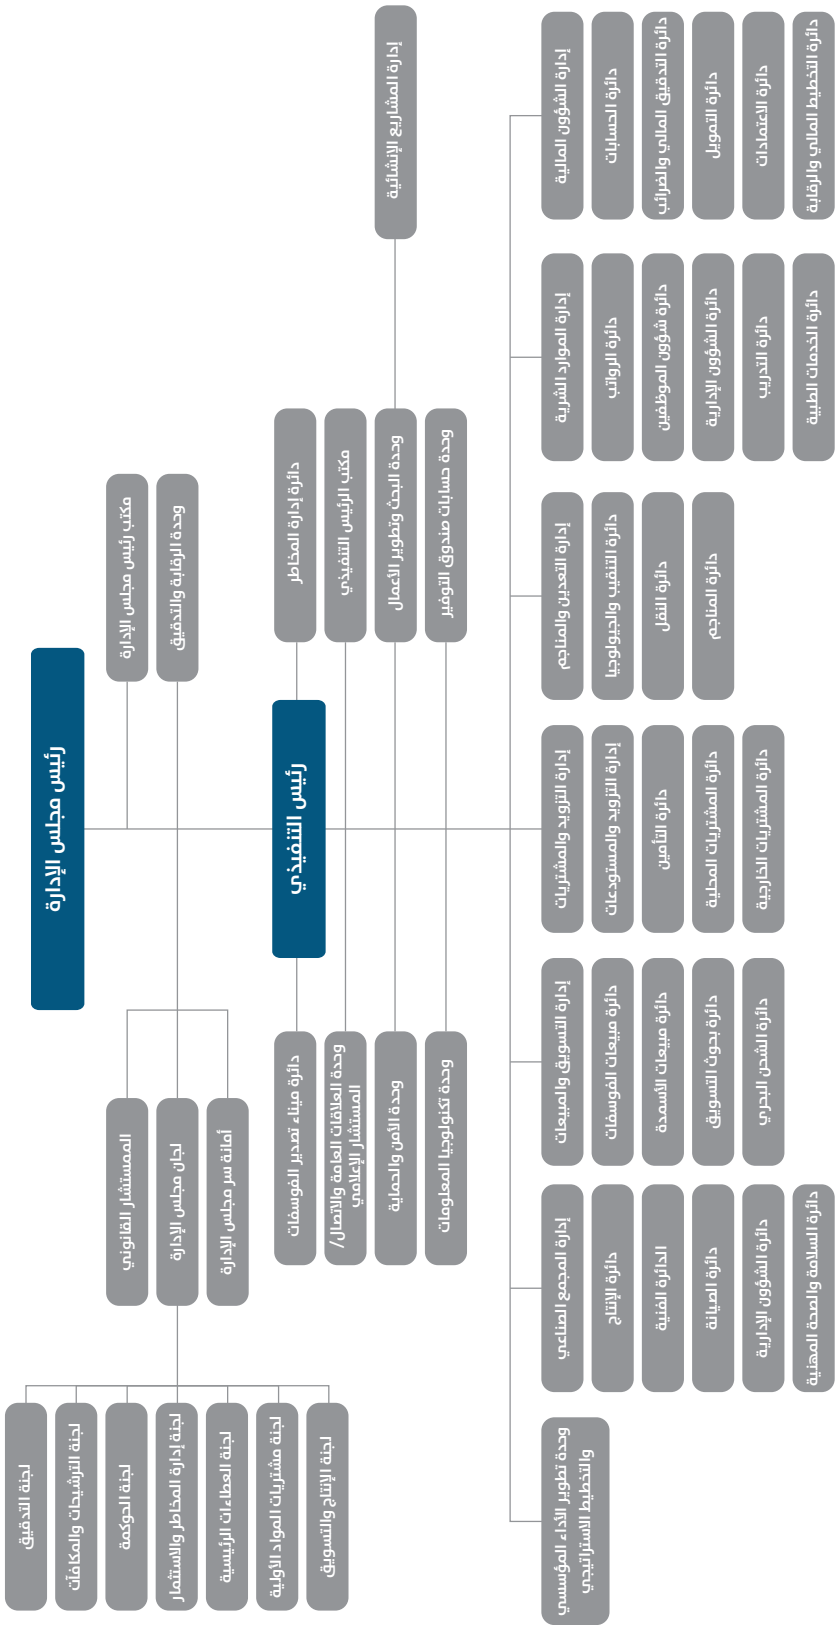 رئيس مجلس الإدارة
مكتب رئيس مجلس الإدارة
وحدة الرقابة والتدقيق
الممستشار القانوني
لجان مجلس الإدارة
أمانة سر مجلس الإدارة
لجنة التدقيق
لجنة الترشيحات والمكافآت
لجنة الحوكمة
لجنة إدارة المخاطر والاستثمار
لجنة العطاءات الرئيسية
لجنة مشتريات المواد الأولية
لجنة الإنتاج والتسويق
رئيس التنفيذي
دائرة إدارة المخاطر
مكتب الرئيس التنفيذي
وحدة البحث وتطوير الأعمال
وحدة حسابات صندوق التوفير
إدارة المشاريع الإنشائية
دائرة ميناء تصدير الفوسفات
وحدة العلاقات العامة والاتصال/
المستشار الإعلامي
وحدة الأمن والحماية
وحدة تكنولوجيا المعلومات
إدارة الشؤون المالية
دائرة الحسابات
دائرة التدقيق المالي والضرائب
دائرة التمويل
دائرة الاعتمادات
دائرة التخطيط المالي والرقابة
إدارة الموارد الشرية
دائرة الرواتب
دائرة شؤون الموظفين
دائرة الشؤون الإدارية
دائرة التدريب
دائرة الخدمات الطبية
إدارة التعدين والمناجم
دائرة التنقيب والجيولوجيا
دائرة النقل
دائرة المناجم
إدارة التزويد والمشتريات
إدارة التزويد والمستودعات
دائرة التأمين
دائرة المشتريات المحلية
دائرة المشتريات الخارجية
إدارة التسويق والمبيعات
دائرة مبيعات الفوسفات
دائرة مبيعات الأسمدة
دائرة بحوث التسويق
دائرة الشحن البحري
إدارة المجمع الصناعي
دائرة الإنتاج
الدائرة الفنية
دائرة الصيانة
دائرة الشؤون الإدارية
دائرة السلامة والصحة المهنية
وحدة تطوير الأداء المؤسسي
والتخطيط الاستراتيجي